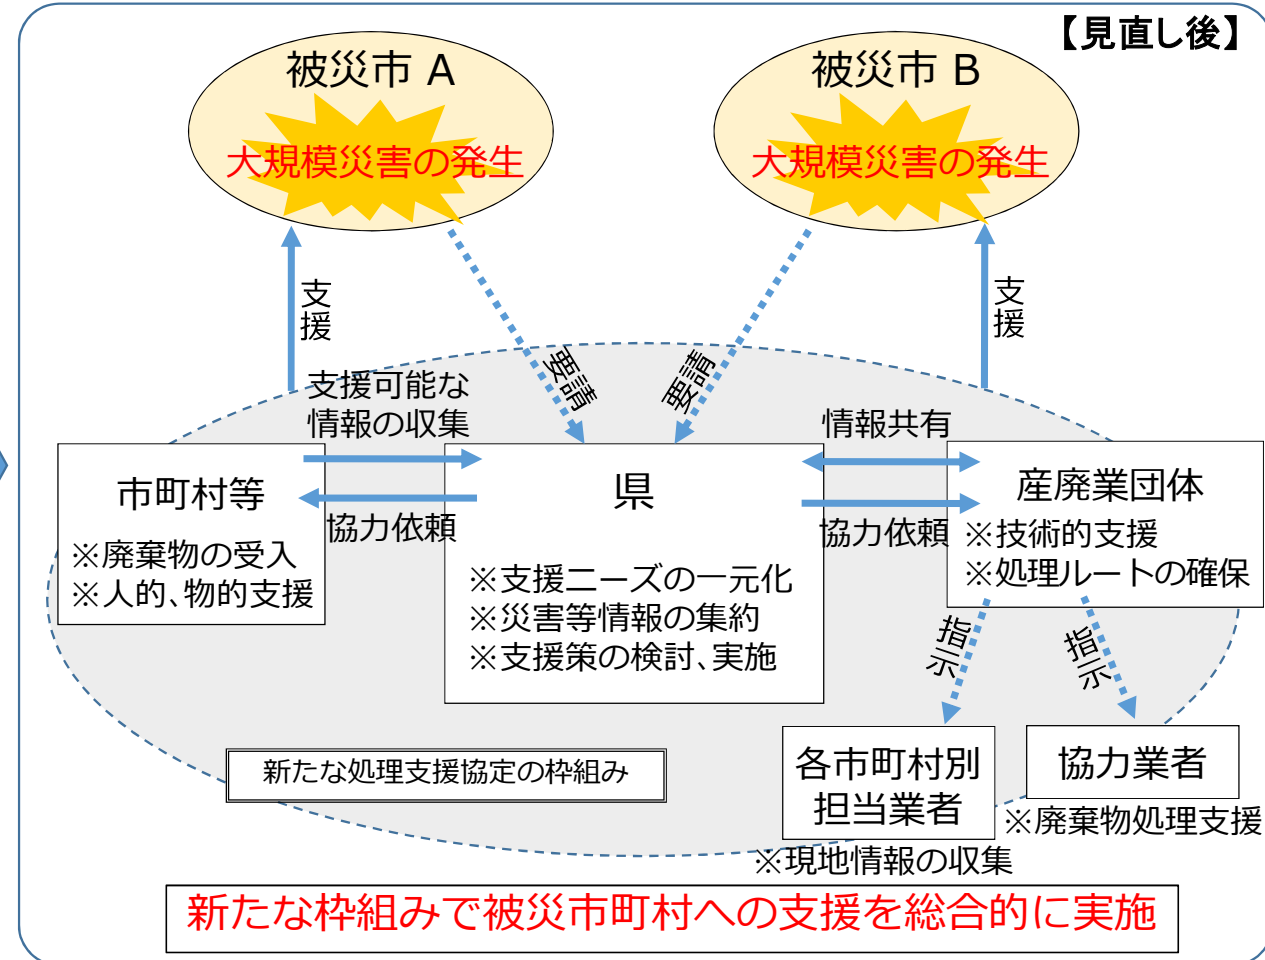 【見直し後】
被災市 A
大規模災害の発生
被災市 B
大規模災害の発生
支援
要請
要請
支援
支援可能な
情報の収集
情報共有
市町村等
※廃棄物の受入
※人的、物的支援
協力依頼
県
※支援ニーズの一元化
※災害等情報の集約
※支援策の検討、実施
協力依頼
産廃業団体
※技術的支援
※処理ルートの確保
指示
指示
新たな処理支援協定の枠組み
各市町村別
担当業者
※現地情報の収集
協力業者
※廃棄物処理支援
新たな枠組みで被災市町村への支援を総合的に実施